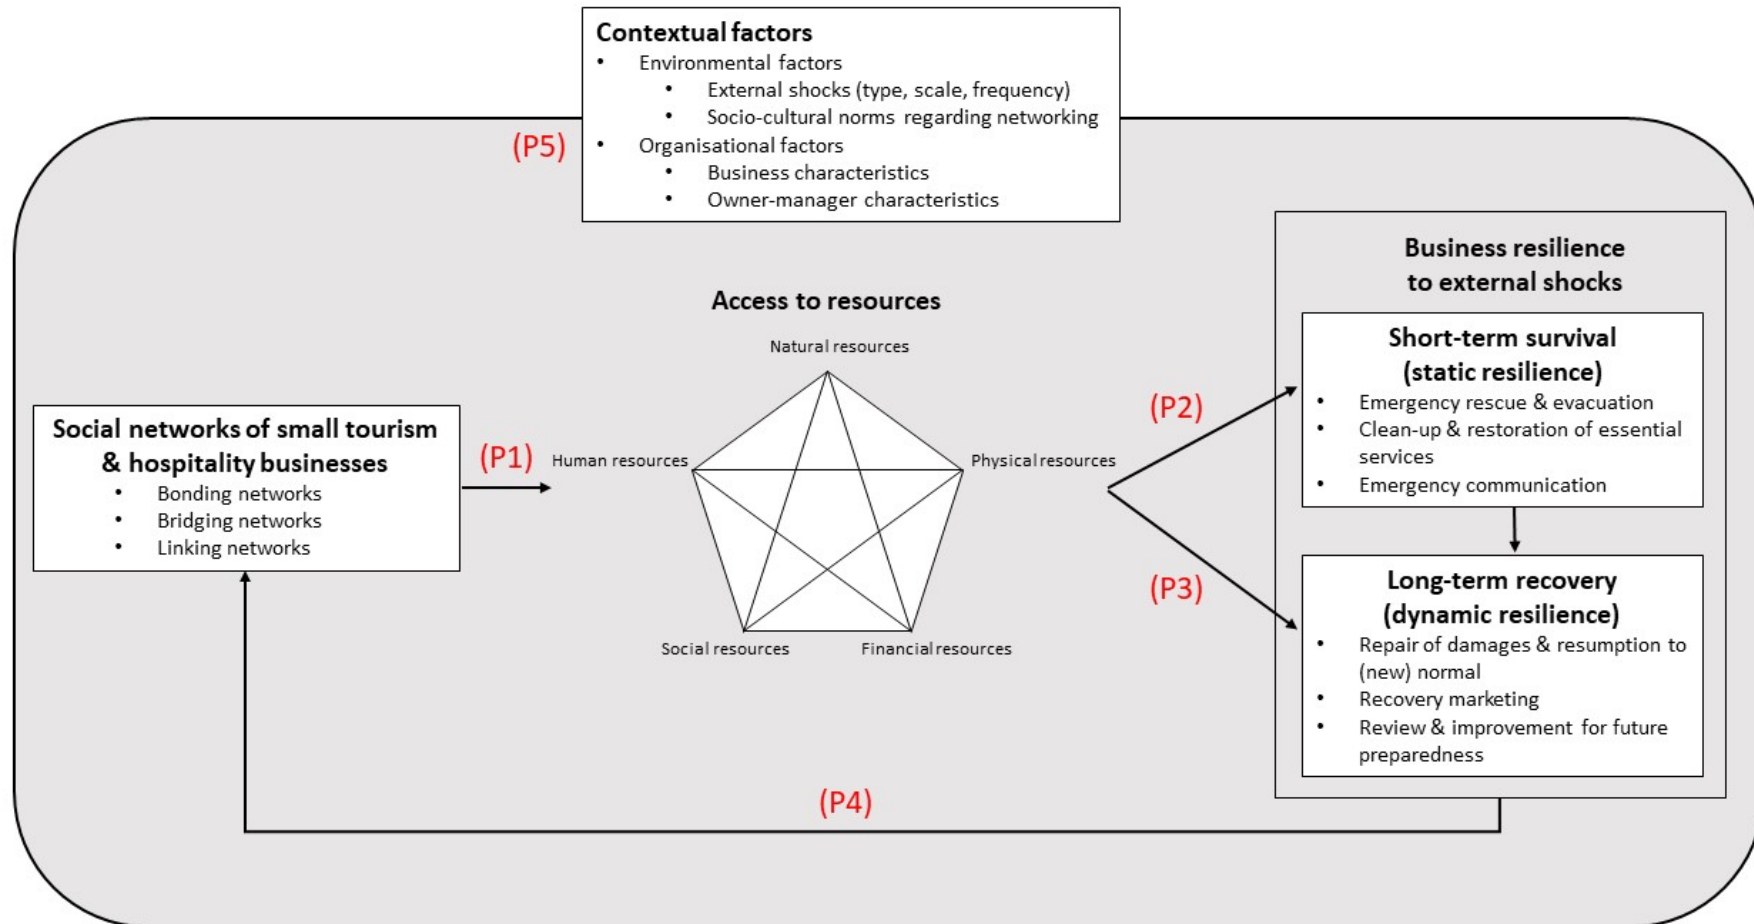 Contextual factors
• Environmental factors
• External shocks (type, scale, frequency)
• Socio-cultural norms regarding networking
• Organisational factors
• Business characteristics
• Owner-manager characteristics
(P5)
Business resilience
to external shocks
Access to resources
Natural resources
Human resources
Physical resources
Social resources
Financial resources
Social networks of small tourism
& hospitality businesses
• Bonding networks
• Bridging networks
• Linking networks
(P1)
(P2)
(P3)
Short-term survival
(static resilience)
• Emergency rescue & evacuation
• Clean-up & restoration of essential
services
• Emergency communication
Long-term recovery
(dynamic resilience)
• Repair of damages & resumption to
(new) normal
• Recovery marketing
• Review & improvement for future
preparedness
(P4)